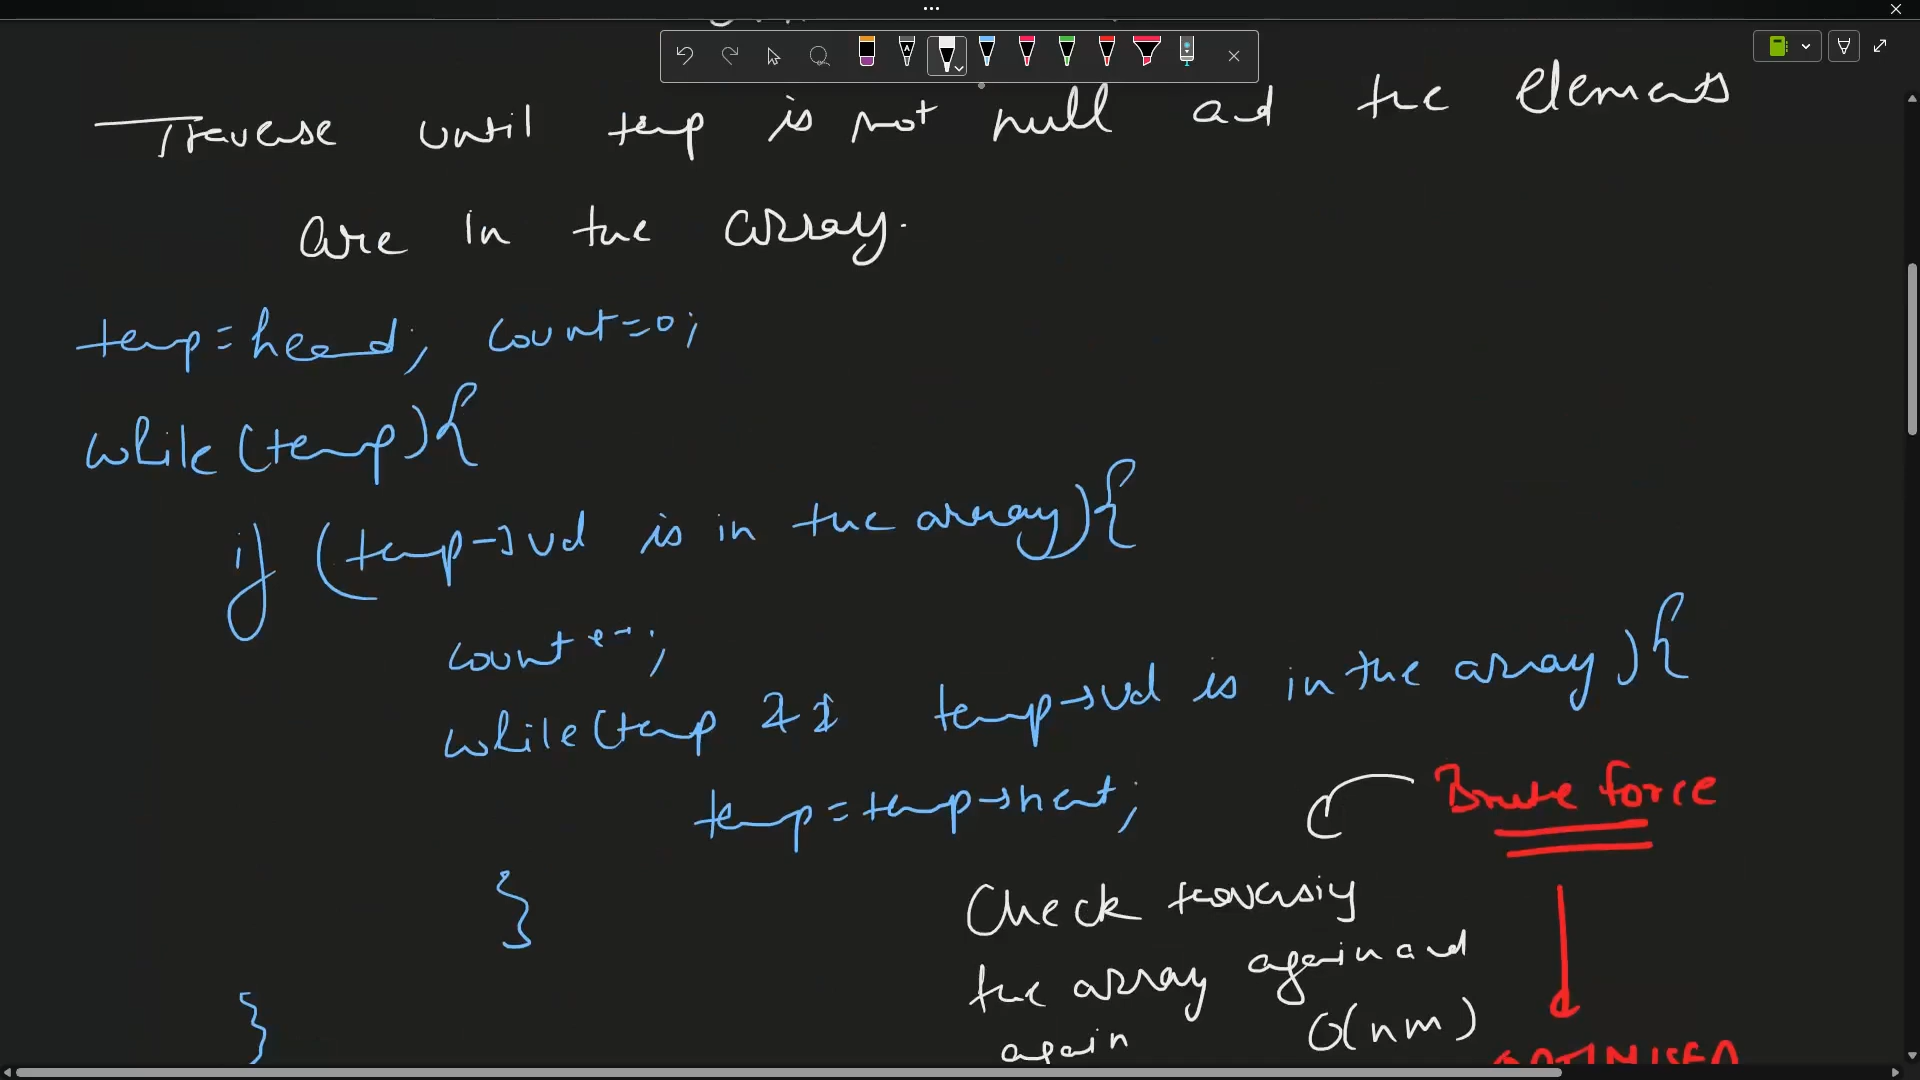 Traverse until temp is not null and the elements
are in the array.
temp=head; count=0;
while(temp){
if (temp→val is in the array){
count++;
while(temp && temp→val is in the array){
temp=temp→next;
}
}
Brute force
Check traversing
the array again and
again
O(nm)
OPTIMISED